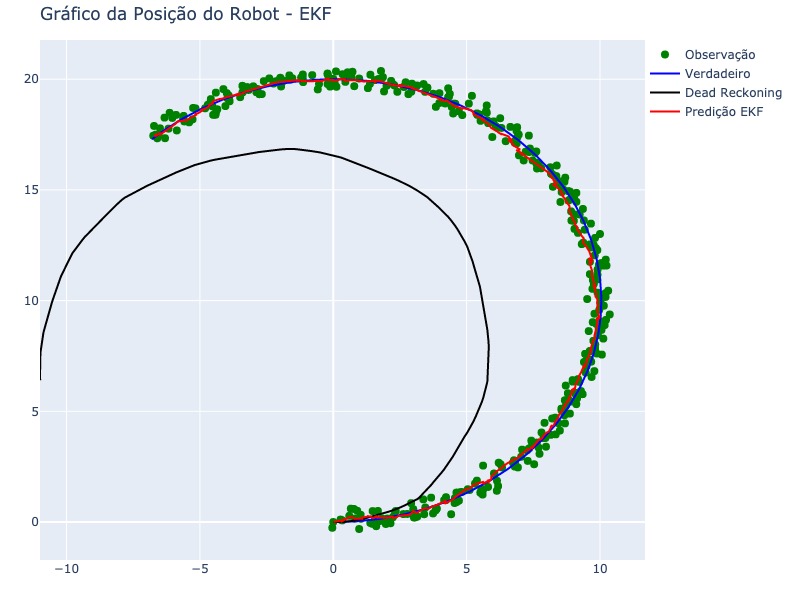 Gráfico da Posição do Robot - EKF
Observação
Verdadeiro
Dead Reckoning
Predição EKF
20
15
10
5
0
−10
−5
0
5
10